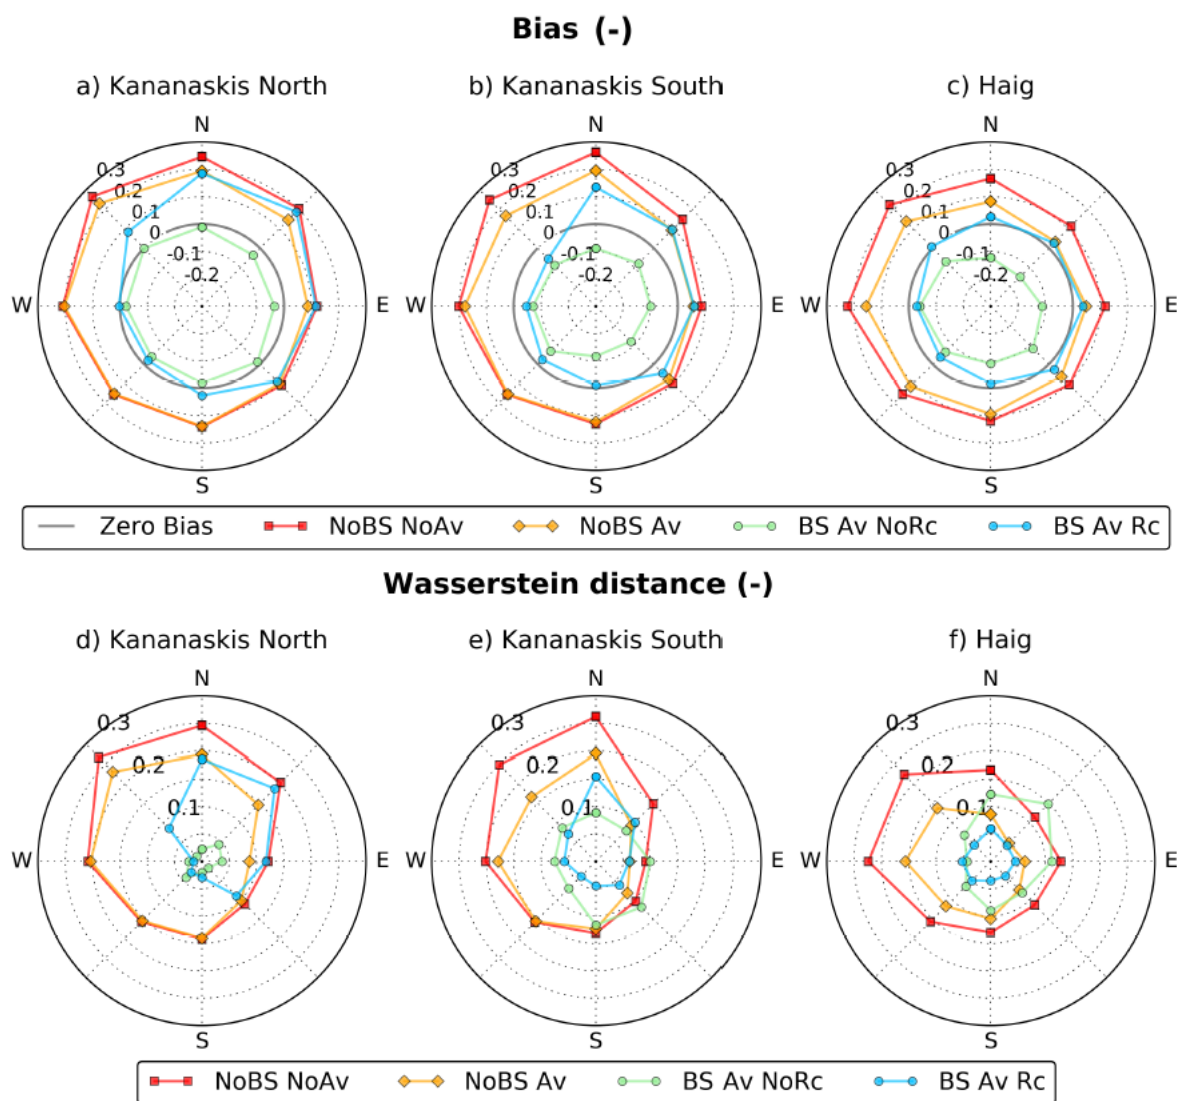 Bias (-)
a) Kananaskis North
b) Kananaskis South
c) Haig
N
N
N
0.3
0.2
0.1
0
-0.1
-0.2
0.3
0.2
0.1
0
-0.1
-0.2
0.3
0.2
0.1
0
-0.1
-0.2
W
E
W
E
W
E
S
S
S
Zero Bias
NoBS NoAv
NoBS Av
BS Av NoRc
BS Av Rc
Wasserstein distance (-)
d) Kananaskis North
e) Kananaskis South
f) Haig
N
N
N
0.3
0.2
0.1
0.3
0.2
0.1
0.3
0.2
0.1
W
E
W
E
W
E
S
S
S
NoBS NoAv
NoBS Av
BS Av NoRc
BS Av Rc